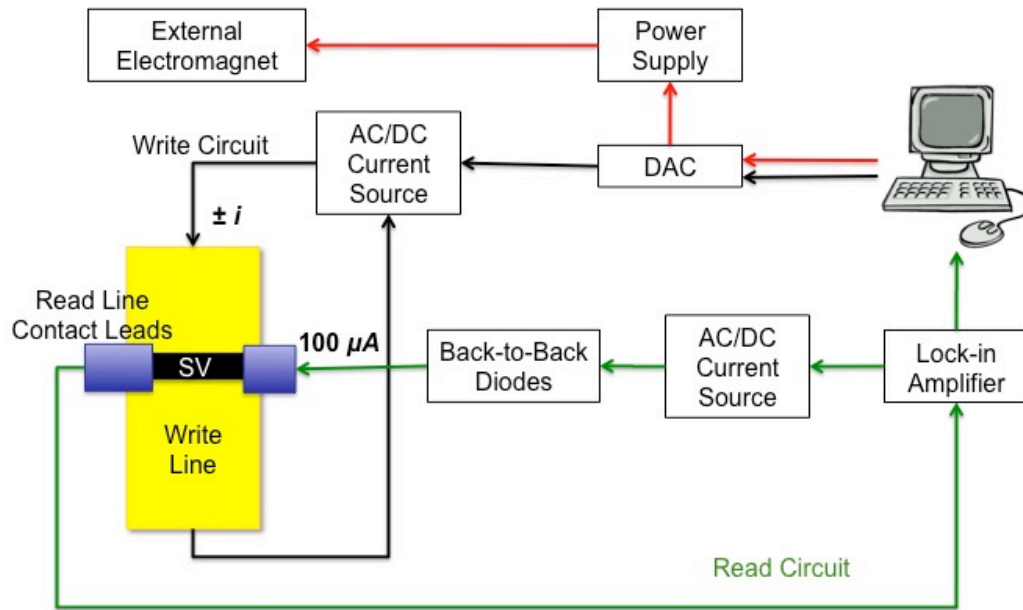 External
Electromagnet
Power
Supply
Write Circuit
AC/DC
Current
Source
DAC
± i
Read Line
Contact Leads
SV
100 μA
Back-to-Back
Diodes
AC/DC
Current
Source
Lock-in
Amplifier
Write
Line
Read Circuit